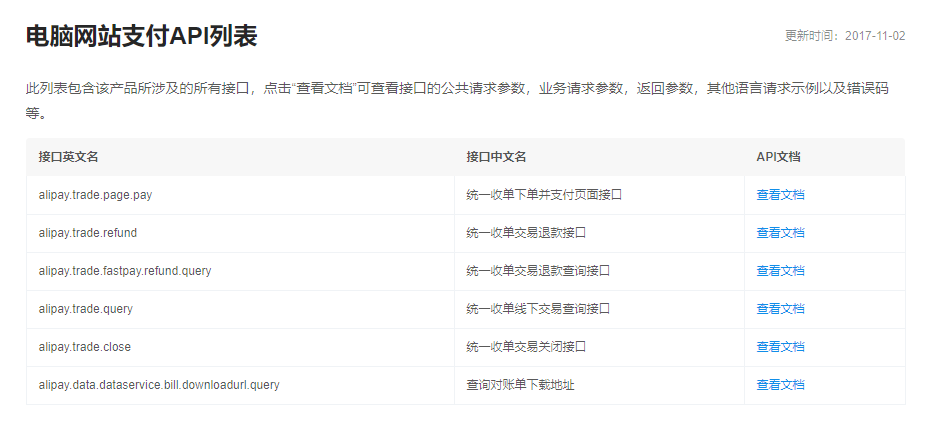 电脑网站支付API列表
更新时间：2017-11-02
此列表包含该产品所涉及的所有接口，点击“查看文档”可查看接口的公共请求参数，业务请求参数，返回参数，其他语言请求示例以及错误码
等。
接口英文名 接口中文名 API文档
alipay.trade.page.pay 统一收单下单并支付页面接口 查看文档
alipay.trade.refund 统一收单交易退款接口 查看文档
alipay.trade.fastpay.refund.query 统一收单交易退款查询接口 查看文档
alipay.trade.query 统一收单线下交易查询接口 查看文档
alipay.trade.close 统一收单交易关闭接口 查看文档
alipay.data.dataservice.bill.downloadurl.query 查询对账单下载地址 查看文档